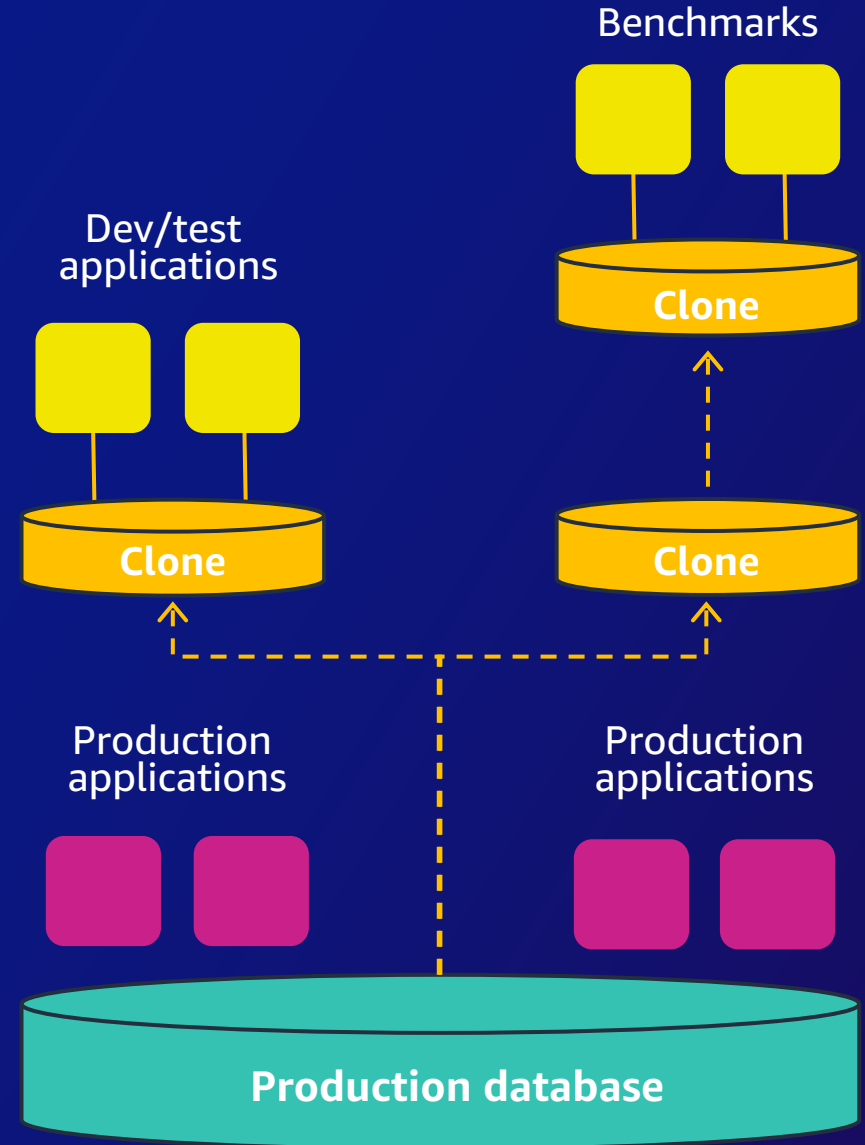 Benchmarks
Dev/test
applications
Clone
Clone
Clone
Production
applications
Production
applications
Production database